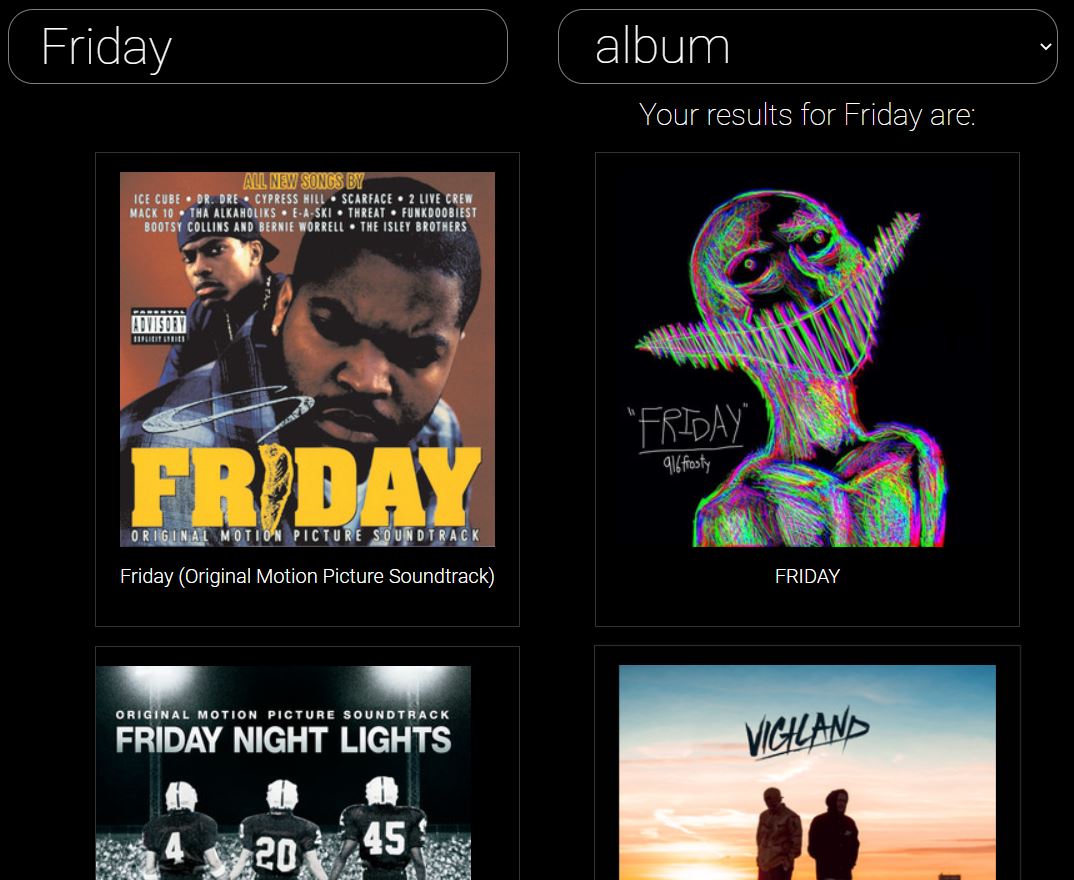 Friday
album
Your results for Friday are:
ALL NEW SONGS BY
ICE CUBE • DR. DRE • CYPRESS HILL • SCARFACE • 2 LIVE CREW
MACK 10 • THA ALKAHOLIKS • E-A-SKI • THREAT • FUNKDOOBIEST
BOOTSY COLLINS AND BERNIE WORRELL • THE ISLEY BROTHERS
PARENTAL
ADVISORY
EXPLICIT LYRICS
FRIDAY
ORIGINAL MOTION PICTURE SOUNDTRACK
Friday (Original Motion Picture Soundtrack)
"FRIDAY"
916frosty
FRIDAY
ORIGINAL MOTION PICTURE SOUNDTRACK
FRIDAY NIGHT LIGHTS
4
20
45
VIGILAND